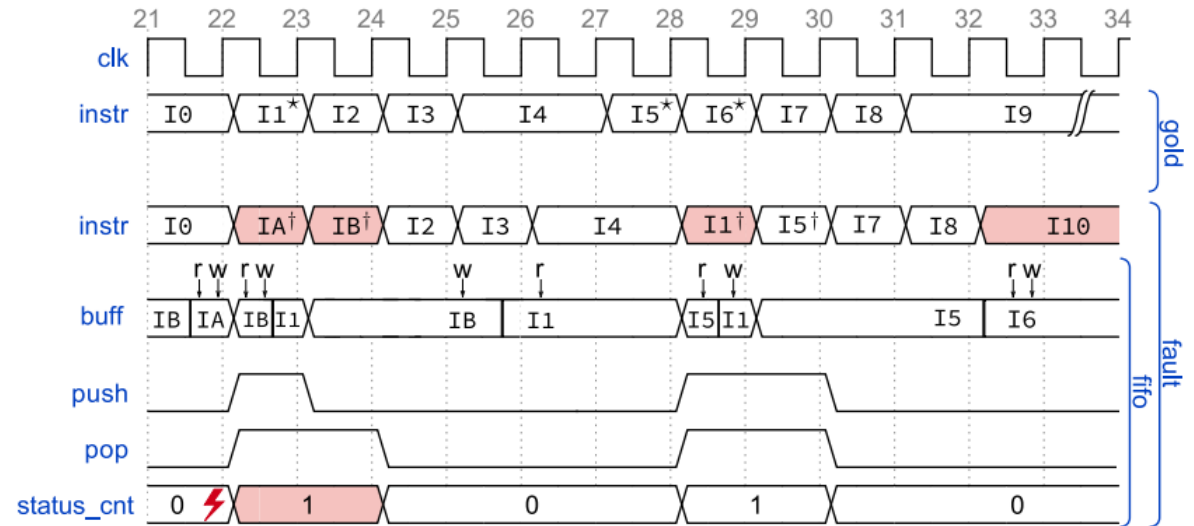 21 22 23 24 25 26 27 28 29 30 31 32 33 34
clk
instr I0 I1* I2 I3 I4 I5* I6* I7 I8 I9
gold
instr I0 IA† IB† I2 I3 I4 I1† I5† I7 I8 I10
r w r w w r r w r w
buff IB IA IB I1 IB I1 I5 I1 I5 I6
push
pop
status_cnt 0 1 0 1 0
fifo
fault